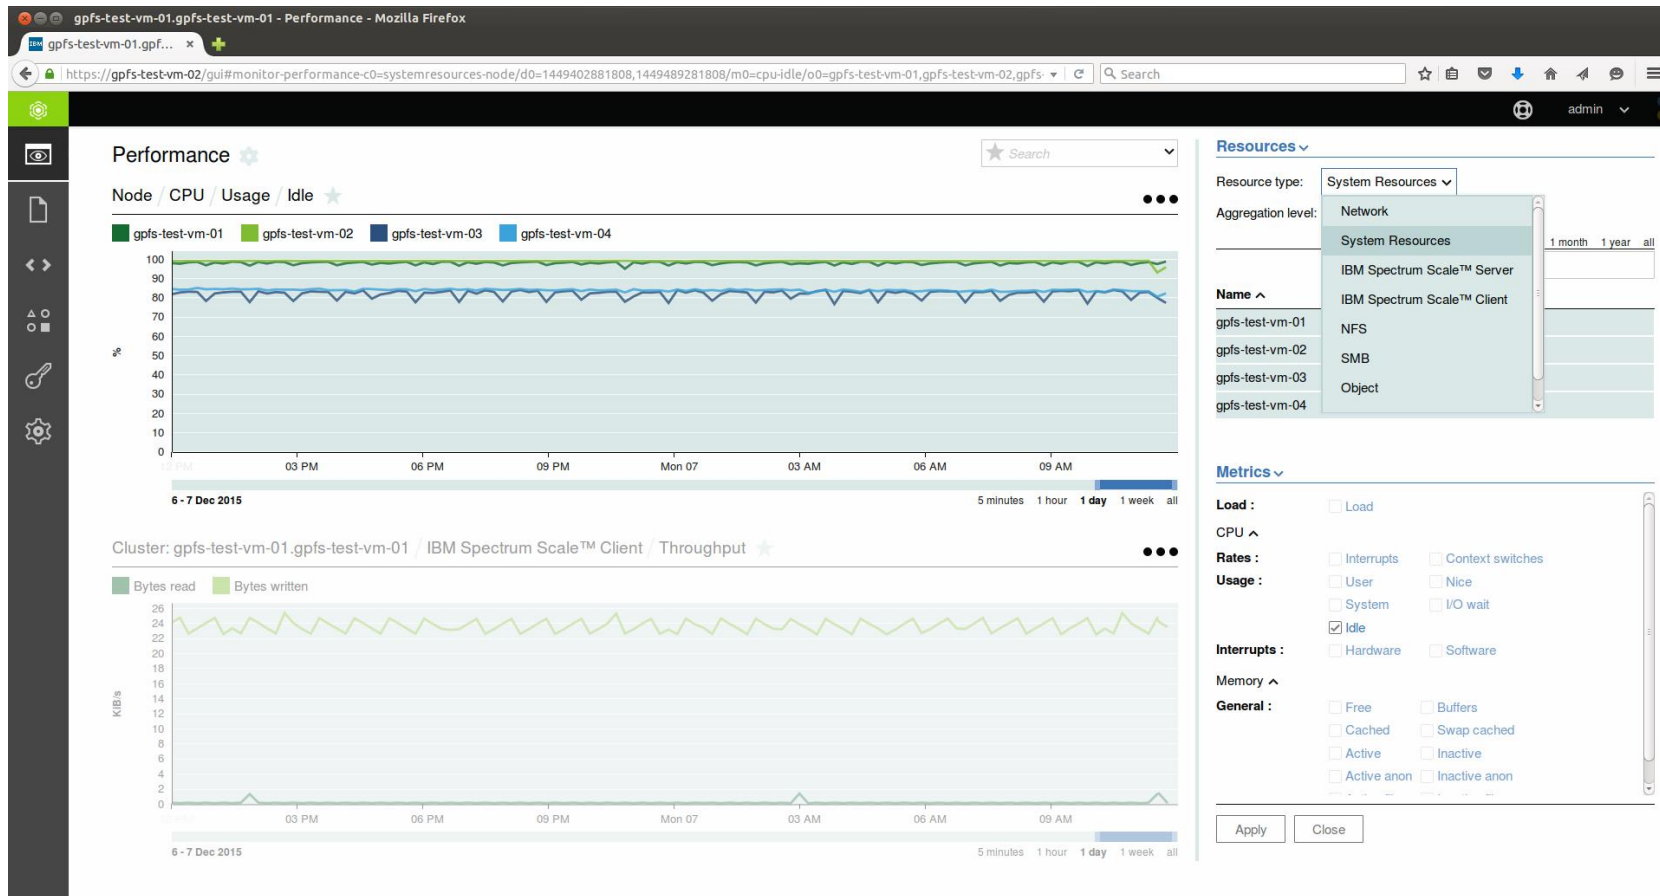 gpfs-test-vm-01.gpfs-test-vm-01 - Performance - Mozilla Firefox
IBM gpfs-test-vm-01.gpf... ×
https://gpfs-test-vm-02/gui#monitor-performance-c0=systemresources-node/d0=1449402881808,1449489281808/m0=cpu-idle/o0=gpfs-test-vm-01,gpfs-test-vm-02,gpfs-
Search
admin
Performance
Search
Node / CPU / Usage / Idle
gpfs-test-vm-01 gpfs-test-vm-02 gpfs-test-vm-03 gpfs-test-vm-04
100
90
80
70
60
50
40
30
20
10
0
%
12 PM 03 PM 06 PM 09 PM Mon 07 03 AM 06 AM 09 AM
6 - 7 Dec 2015 5 minutes 1 hour 1 day 1 week all
Cluster: gpfs-test-vm-01.gpfs-test-vm-01 / IBM Spectrum Scale™ Client / Throughput
Bytes read Bytes written
26
24
22
20
18
16
14
12
10
8
6
4
2
0
KiB/s
03 PM 06 PM 09 PM Mon 07 03 AM 06 AM 09 AM
6 - 7 Dec 2015 5 minutes 1 hour 1 day 1 week all
Resources
Resource type: System Resources
Aggregation level:
Network
System Resources
IBM Spectrum Scale™ Server
IBM Spectrum Scale™ Client
NFS
SMB
Object
1 month 1 year all
Name
gpfs-test-vm-01
gpfs-test-vm-02
gpfs-test-vm-03
gpfs-test-vm-04
Metrics
Load : Load
CPU
Rates : Interrupts Context switches
Usage : User Nice
System I/O wait
Idle
Interrupts : Hardware Software
Memory
General : Free Buffers
Cached Swap cached
Active Inactive
Active anon Inactive anon
Apply Close